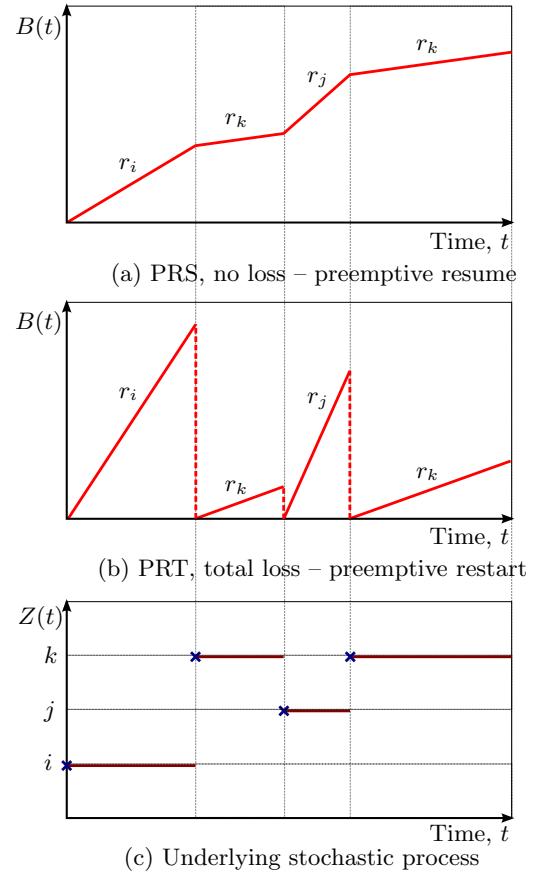 B(t)
r_k
r_j
r_k
r_i
Time, t
(a) PRS, no loss – preemptive resume
B(t)
r_i
r_j
r_k
r_k
Time, t
(b) PRT, total loss – preemptive restart
Z(t)
k
j
i
Time, t
(c) Underlying stochastic process